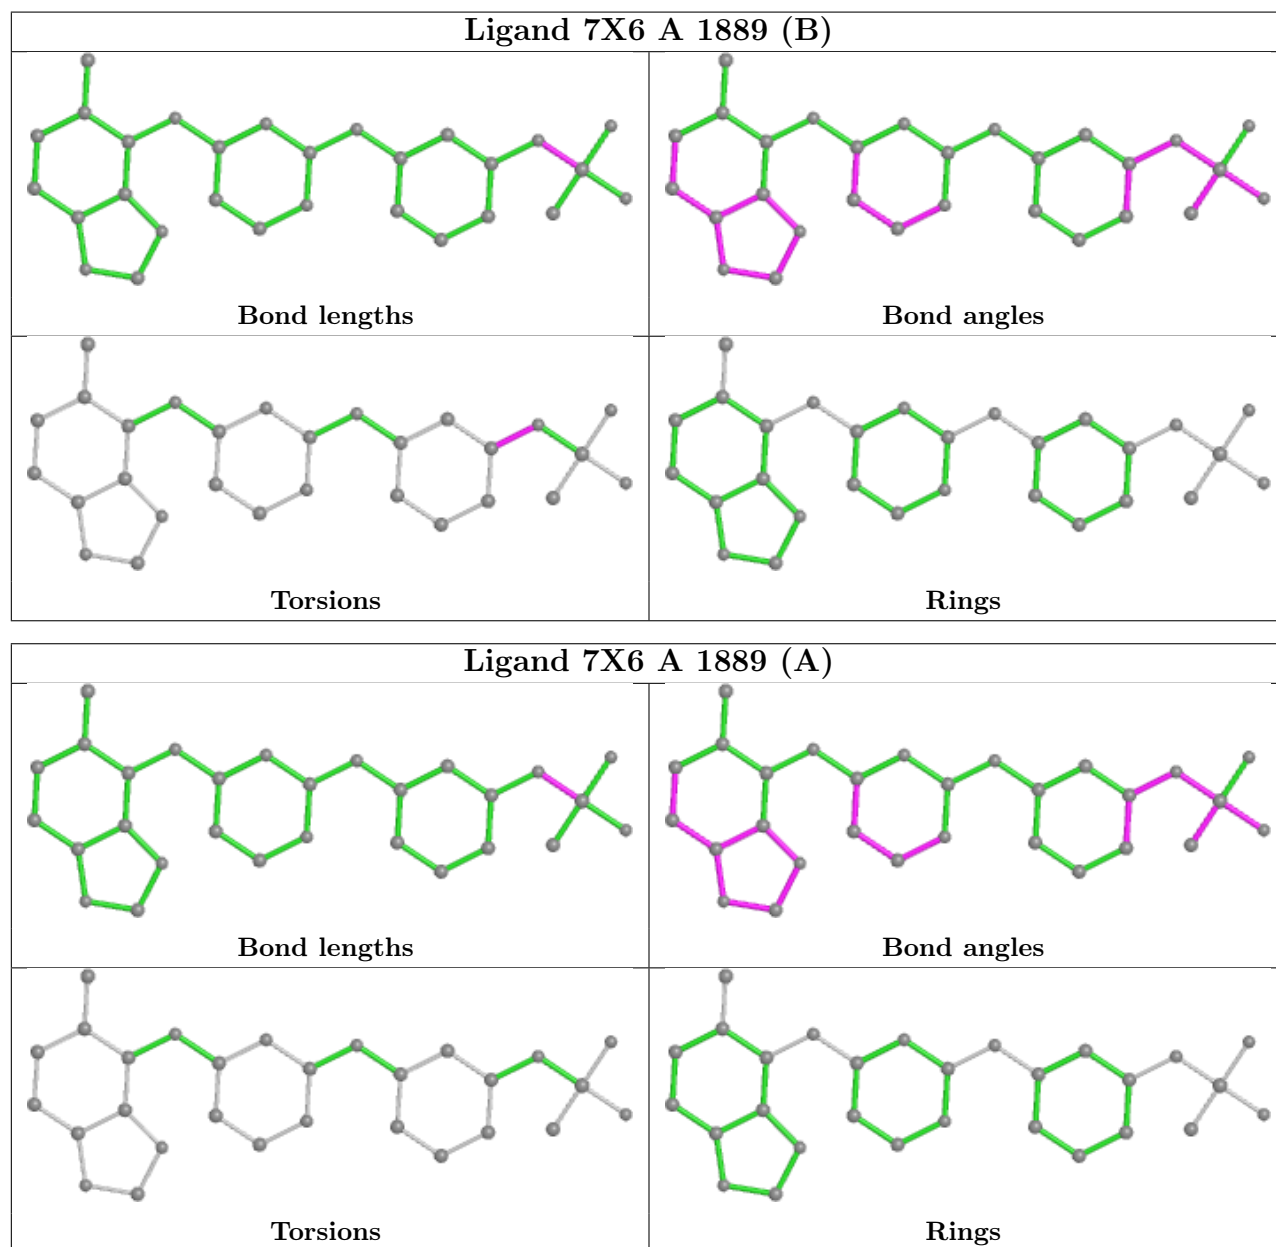 Ligand 7X6 A 1889 (B)
Bond lengths
Bond angles
Torsions
Rings
Ligand 7X6 A 1889 (A)
Bond lengths
Bond angles
Torsions
Rings